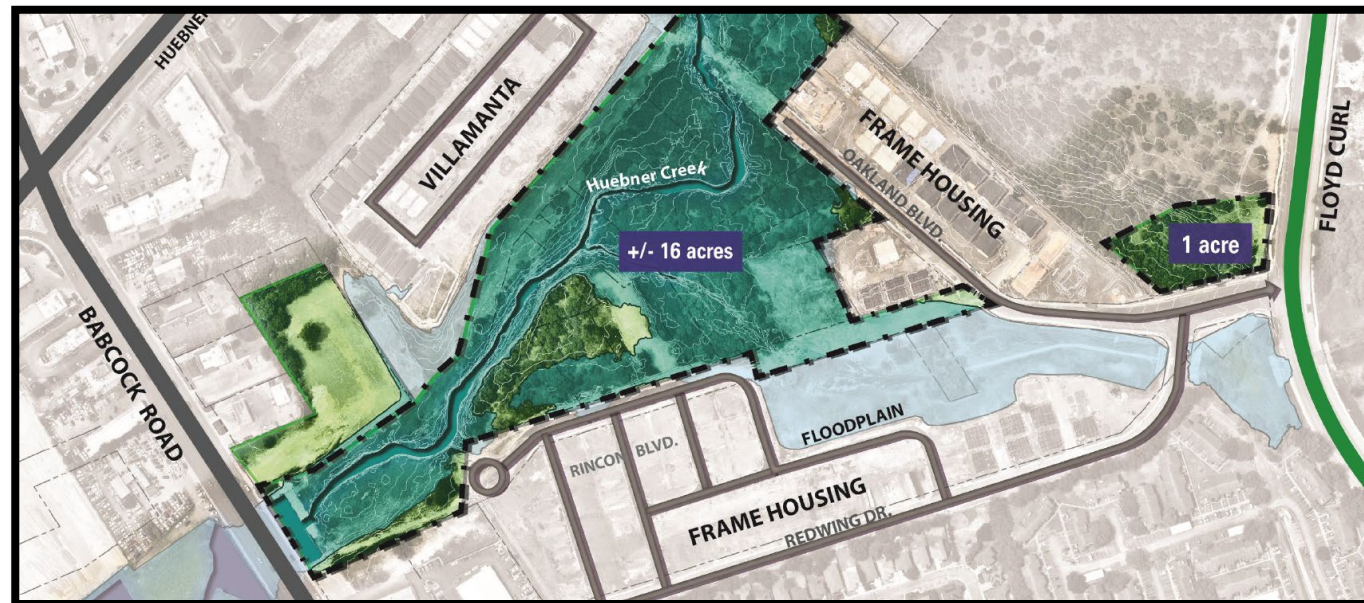 HUEBNER
VILLAMANTA
Huebner Creek
+/- 16 acres
FRAME HOUSING
OAKLAND BLVD
1 acre
FLOYD CURL
BABCOCK ROAD
RINCON BLVD.
FLOODPLAIN
FRAME HOUSING
REDWING DR.